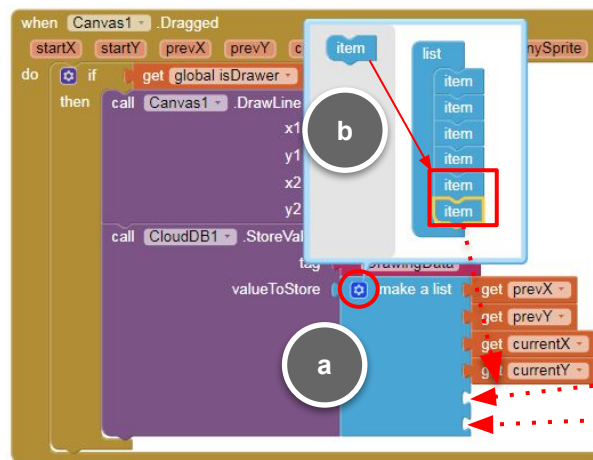 when Canvas1 .Dragged
startX startY prevX prevY c nySprite
do if get global isDrawer
then call Canvas1 .DrawLine
x1
y1
x2
y2
call CloudDB1 .StoreVal
tag DrawingData
valueToStore make a list get prevX
get prevY
get currentX
get currentY
item
list
item
item
item
item
item
item
b
a